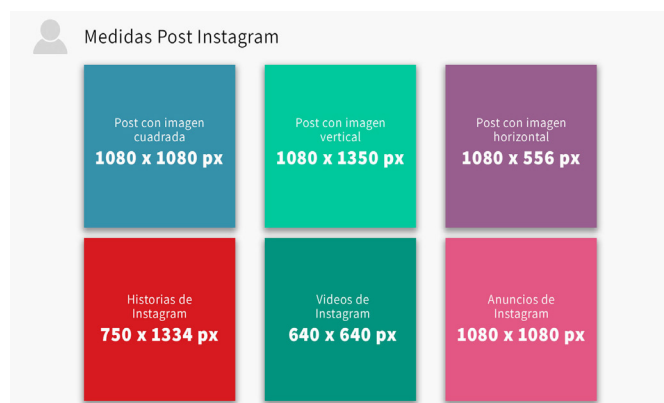 Medidas Post Instagram
Post con imagen
cuadrada
1080 x 1080 px
Post con imagen
vertical
1080 x 1350 px
Post con imagen
horizontal
1080 x 556 px
Historias de
Instagram
750 x 1334 px
Videos de
Instagram
640 x 640 px
Anuncios de
Instagram
1080 x 1080 px